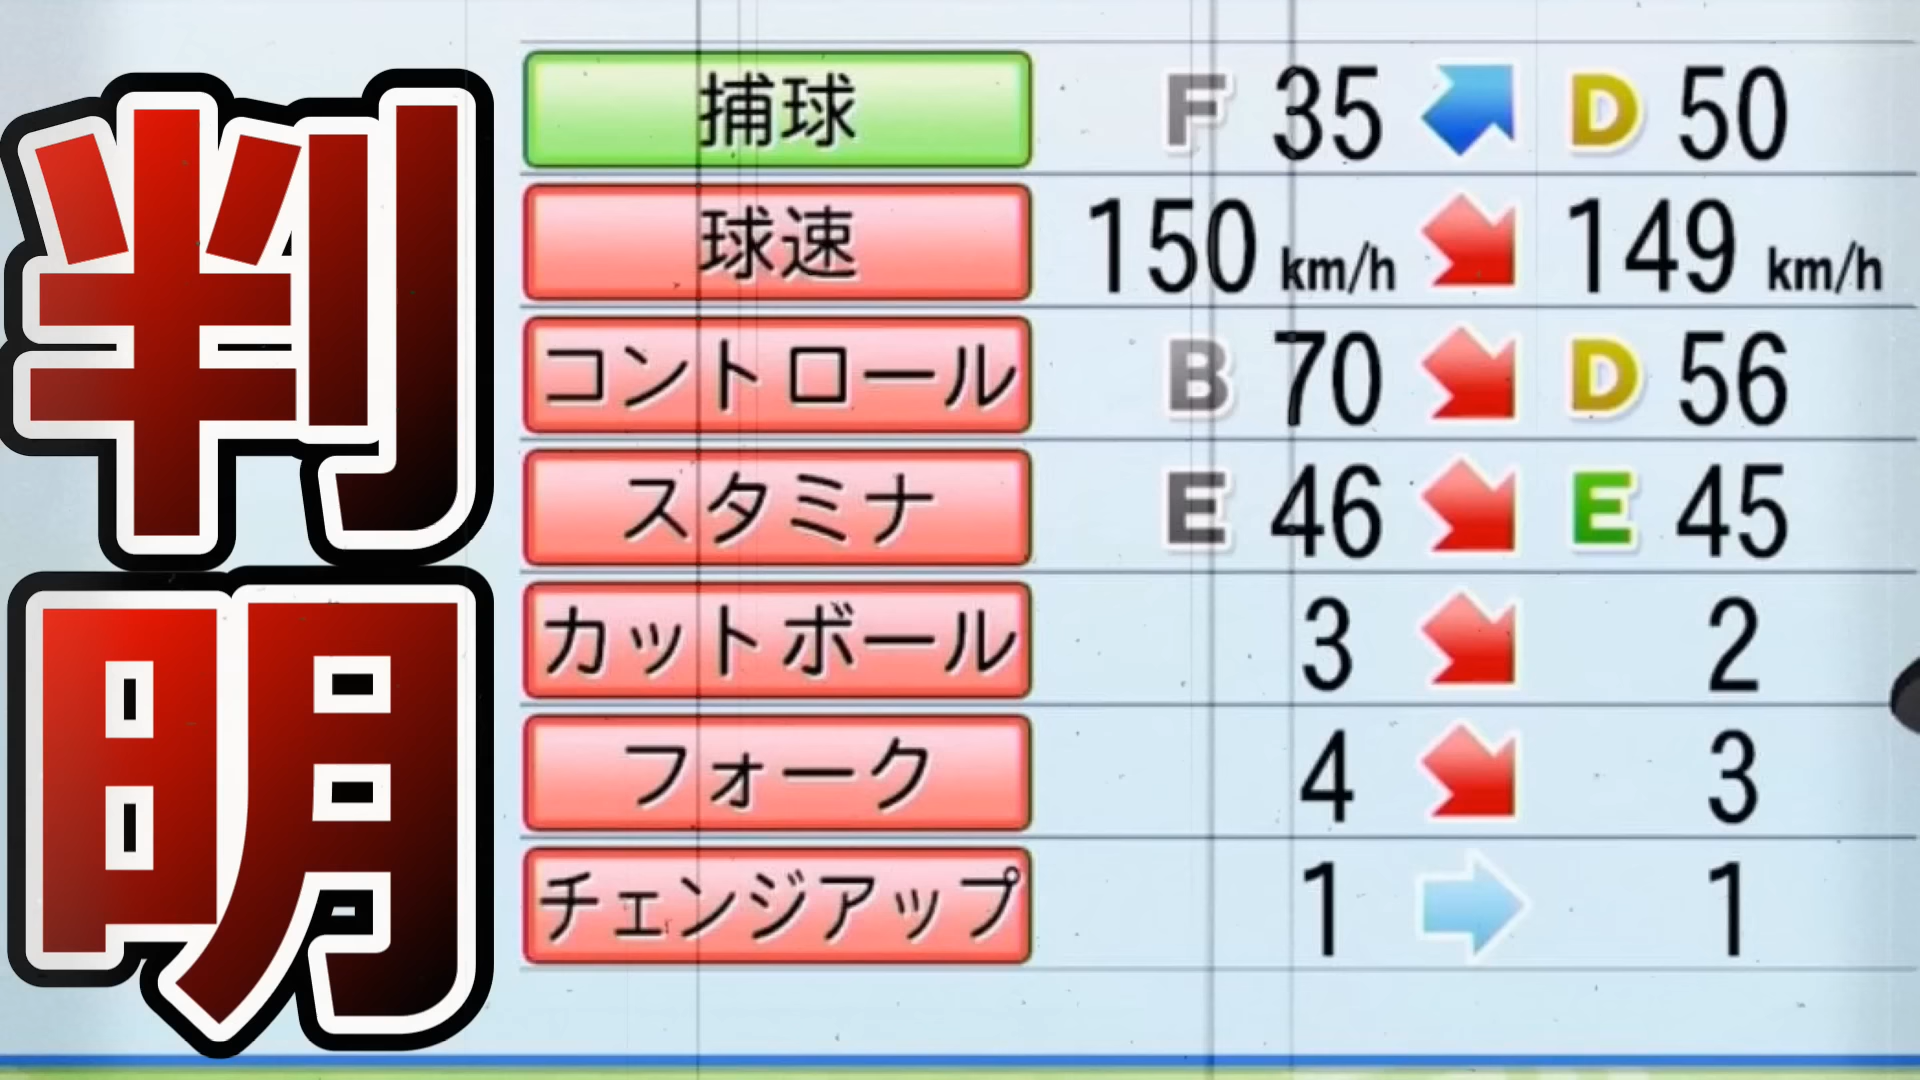 判明
捕球 F 35 D 50
球速 150 km/h 149 km/h
コントロール B 70 D 56
スタミナ E 46 E 45
カットボール 3 2
フォーク 4 3
チェンジアップ 1 1